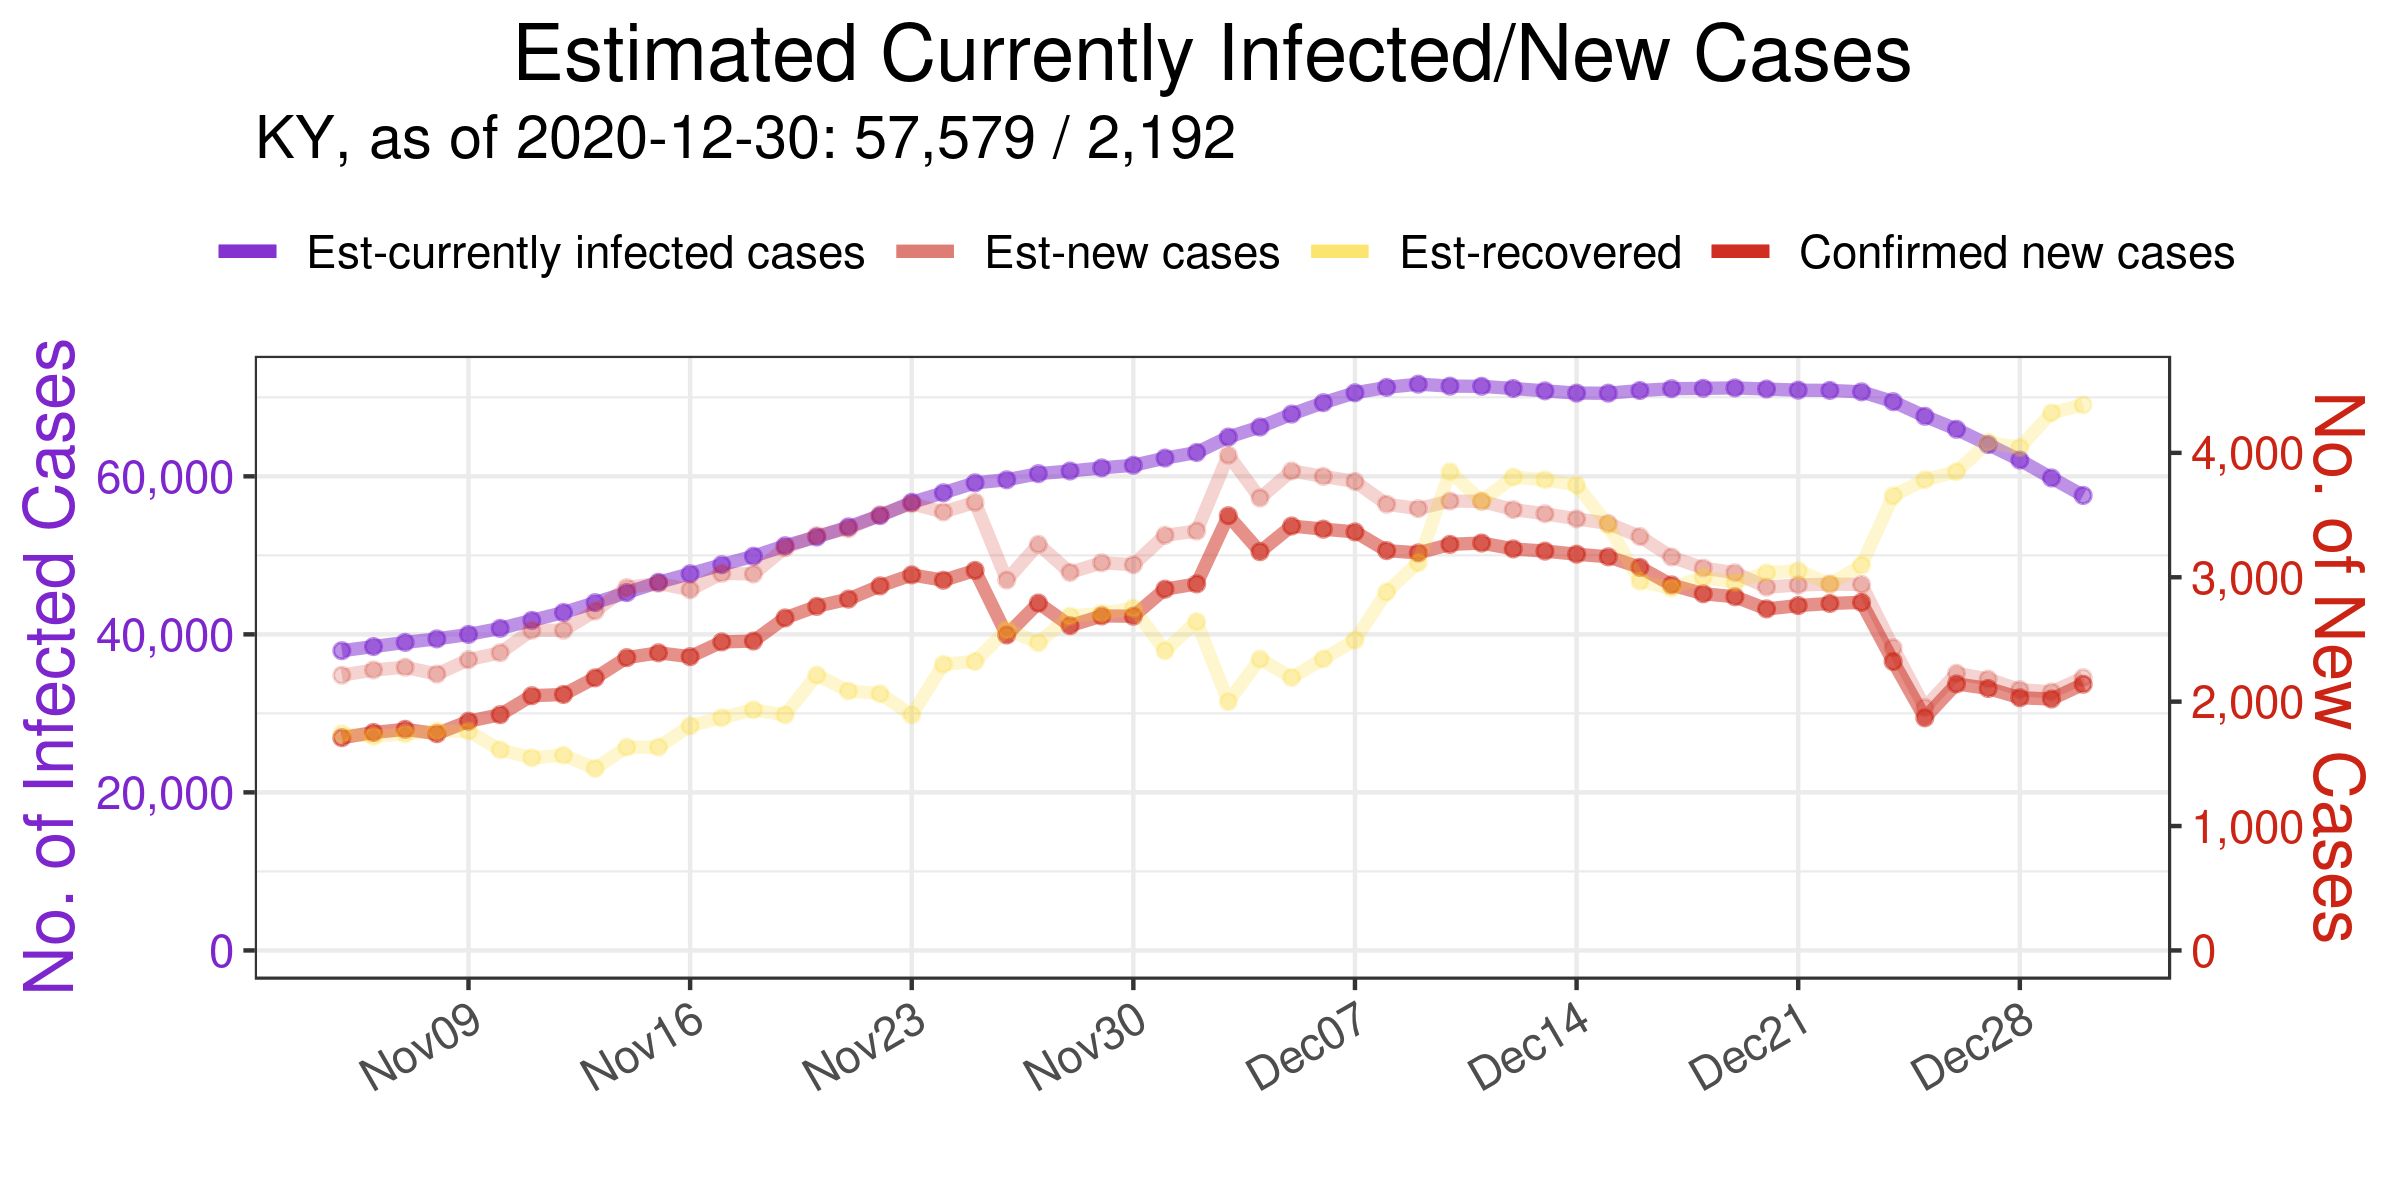 Estimated Currently Infected/New Cases
KY, as of 2020-12-30: 57,579 / 2,192
Est-currently infected cases Est-new cases Est-recovered Confirmed new cases
No. of Infected Cases
60,000
40,000
20,000
0
4,000
3,000
2,000
1,000
0
No. of New Cases
Nov09 Nov16 Nov23 Nov30 Dec07 Dec14 Dec21 Dec28